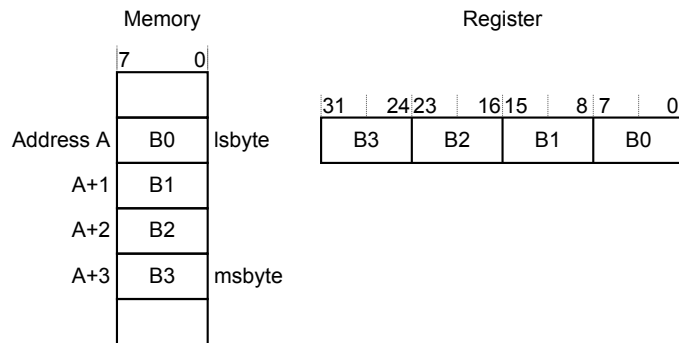 Memory
Register
7 0
31 24 23 16 15 8 7 0
Address A B0 lsbyte B3 B2 B1 B0
A+1 B1
A+2 B2
A+3 B3 msbyte